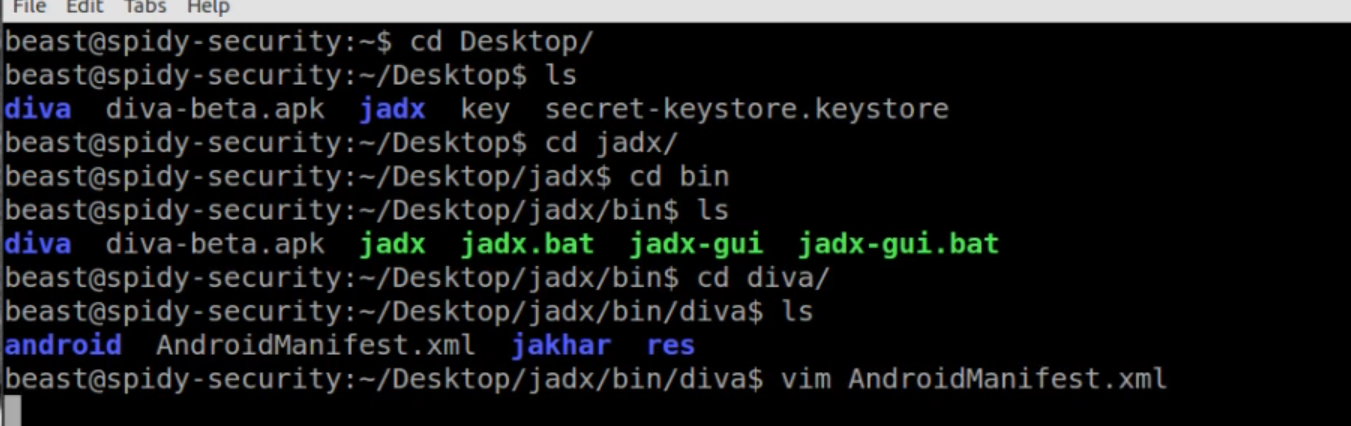 File Edit Tabs Help
beast@spidy-security:~$ cd Desktop/
beast@spidy-security:~/Desktop$ ls
diva diva-beta.apk jadx key secret-keystore.keystore
beast@spidy-security:~/Desktop$ cd jadx/
beast@spidy-security:~/Desktop/jadx$ cd bin
beast@spidy-security:~/Desktop/jadx/bin$ ls
diva diva-beta.apk jadx jadx.bat jadx-gui jadx-gui.bat
beast@spidy-security:~/Desktop/jadx/bin$ cd diva/
beast@spidy-security:~/Desktop/jadx/bin/diva$ ls
android AndroidManifest.xml jakhar res
beast@spidy-security:~/Desktop/jadx/bin/diva$ vim AndroidManifest.xml